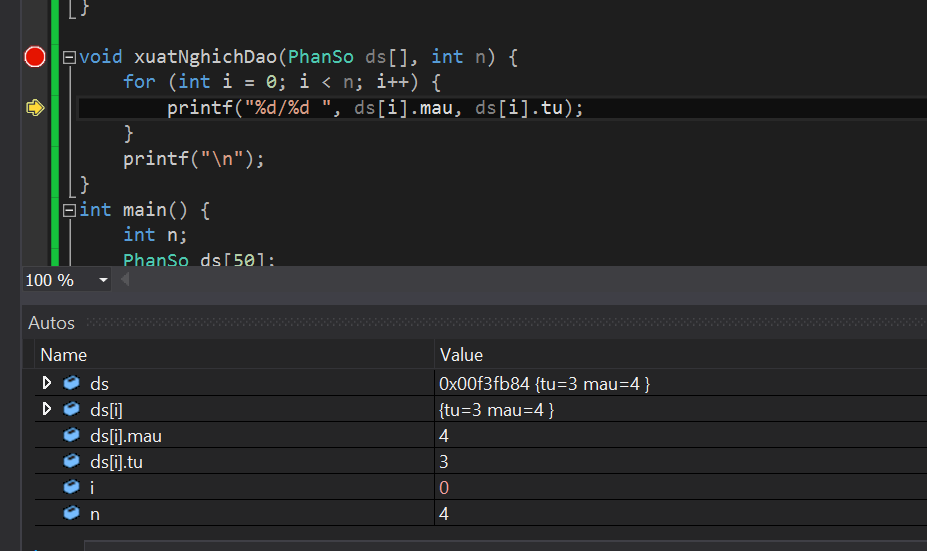 }
void xuatNghichDao(PhanSo ds[], int n) {
for (int i = 0; i < n; i++) {
printf("%d/%d ", ds[i].mau, ds[i].tu);
}
printf("\n");
}
int main() {
int n;
PhanSo ds[50];
100 %
Autos
Name Value
ds 0x00f3fb84 {tu=3 mau=4 }
ds[i] {tu=3 mau=4 }
ds[i].mau 4
ds[i].tu 3
i 0
n 4